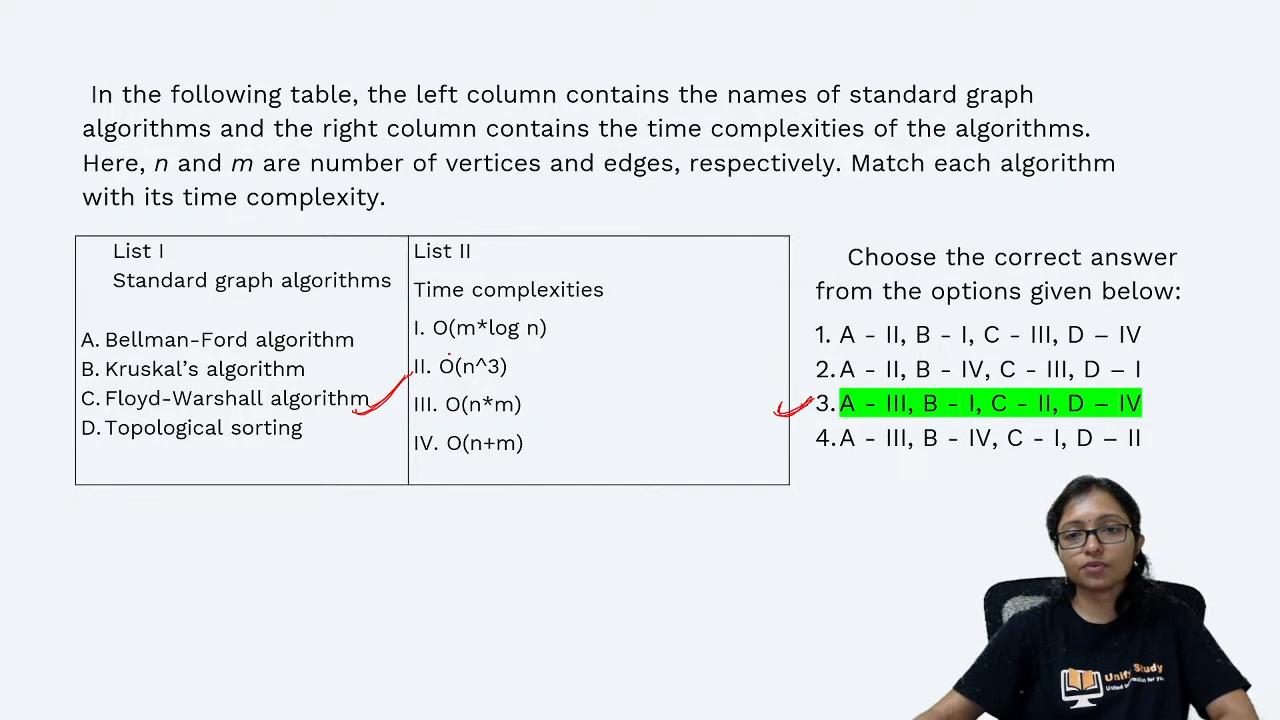 In the following table, the left column contains the names of standard graph
algorithms and the right column contains the time complexities of the algorithms.
Here, n and m are number of vertices and edges, respectively. Match each algorithm
with its time complexity.
List I
Standard graph algorithms
A. Bellman-Ford algorithm
B. Kruskal’s algorithm
C. Floyd-Warshall algorithm
D. Topological sorting
List II
Time complexities
I. O(m*log n)
II. O(n^3)
III. O(n*m)
IV. O(n+m)
Choose the correct answer
from the options given below:
1. A - II, B - I, C - III, D – IV
2. A - II, B - IV, C - III, D – I
3. A - III, B - I, C - II, D – IV
4. A - III, B - IV, C - I, D – II
Study